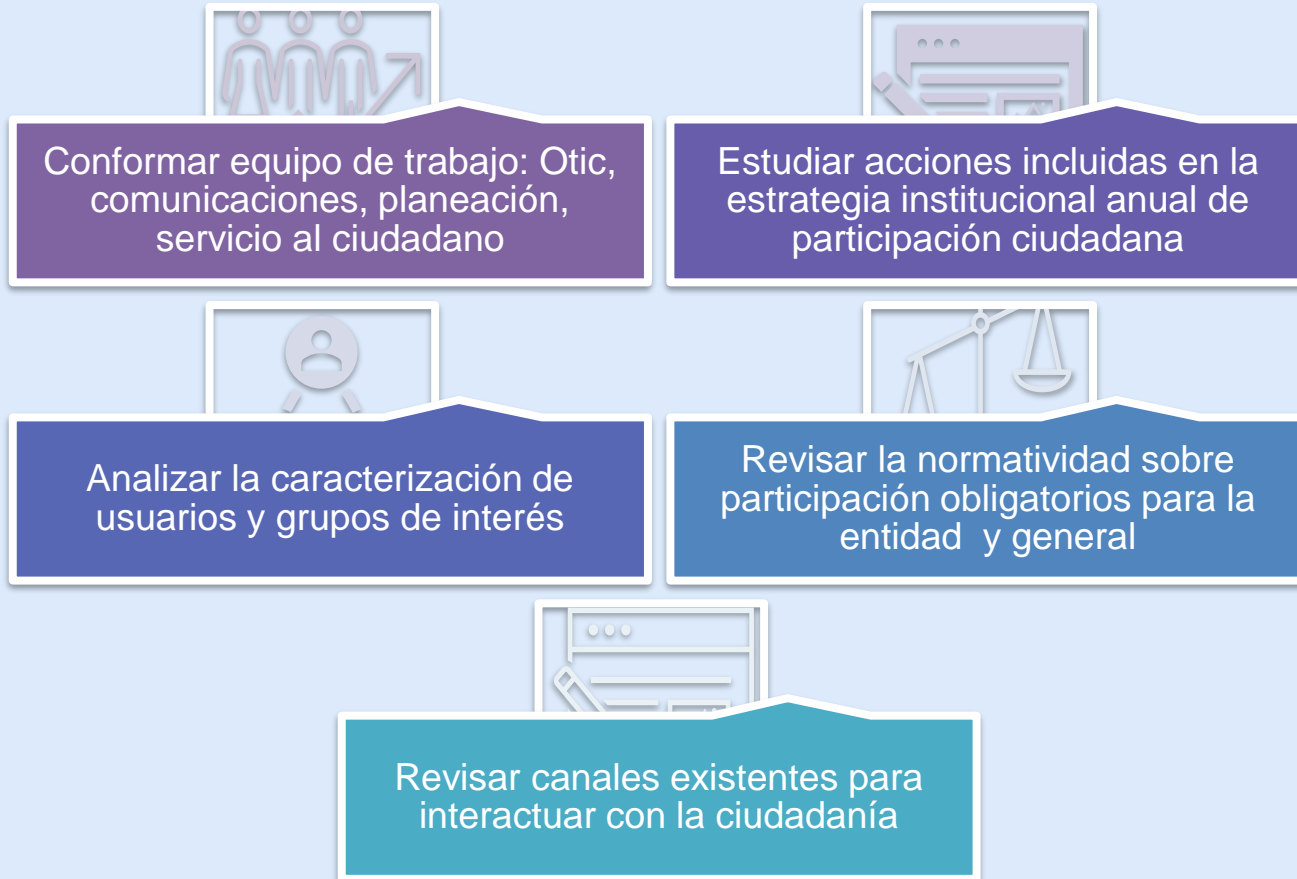 Conformar equipo de trabajo: Otic,
comunicaciones, planeación,
servicio al ciudadano
Estudiar acciones incluidas en la
estrategia institucional anual de
participación ciudadana
Analizar la caracterización de
usuarios y grupos de interés
Revisar la normatividad sobre
participación obligatorios para la
entidad  y general
Revisar canales existentes para
interactuar con la ciudadanía